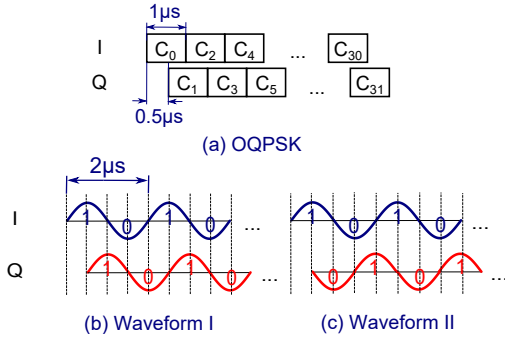 1μs
I C0 C2 C4 ... C30
Q C1 C3 C5 ... C31
0.5μs
(a) OQPSK
2μs
I 1 0 1 0 ... 1 0 1 0 ...
Q 1 0 1 0 ... 0 1 0 1 ...
(b) Waveform I (c) Waveform II